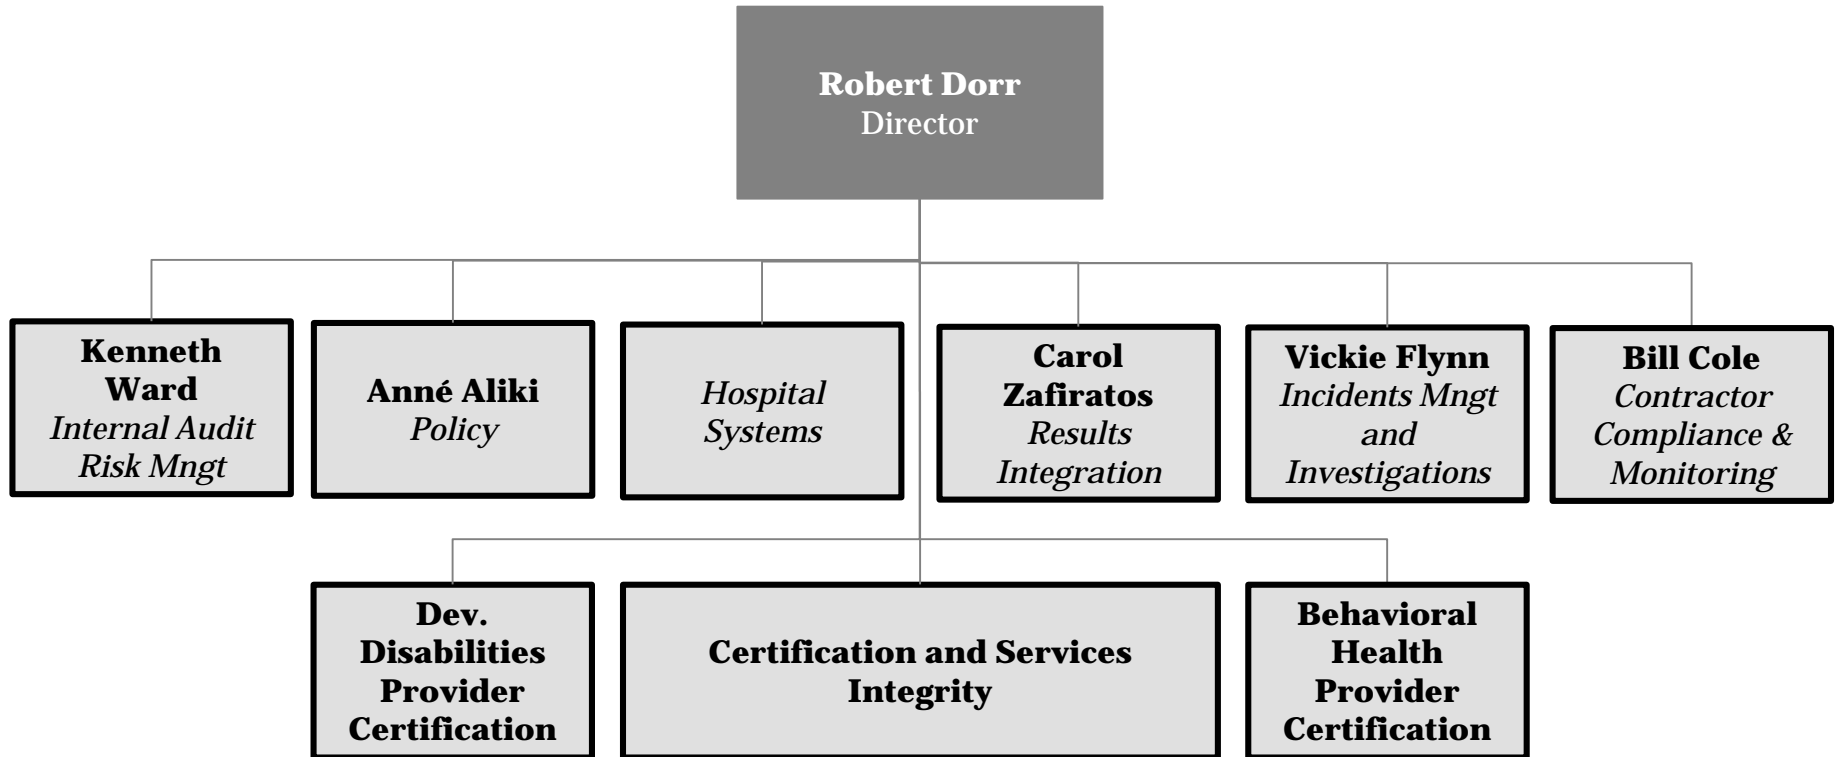 Robert Dorr
Director
Kenneth
Ward
Internal Audit
Risk Mngt
Anné Aliki
Policy
Hospital
Systems
Carol
Zafiratos
Results
Integration
Vickie Flynn
Incidents Mngt
and
Investigations
Bill Cole
Contractor
Compliance &
Monitoring
Dev.
Disabilities
Provider
Certification
Certification and Services
Integrity
Behavioral
Health
Provider
Certification